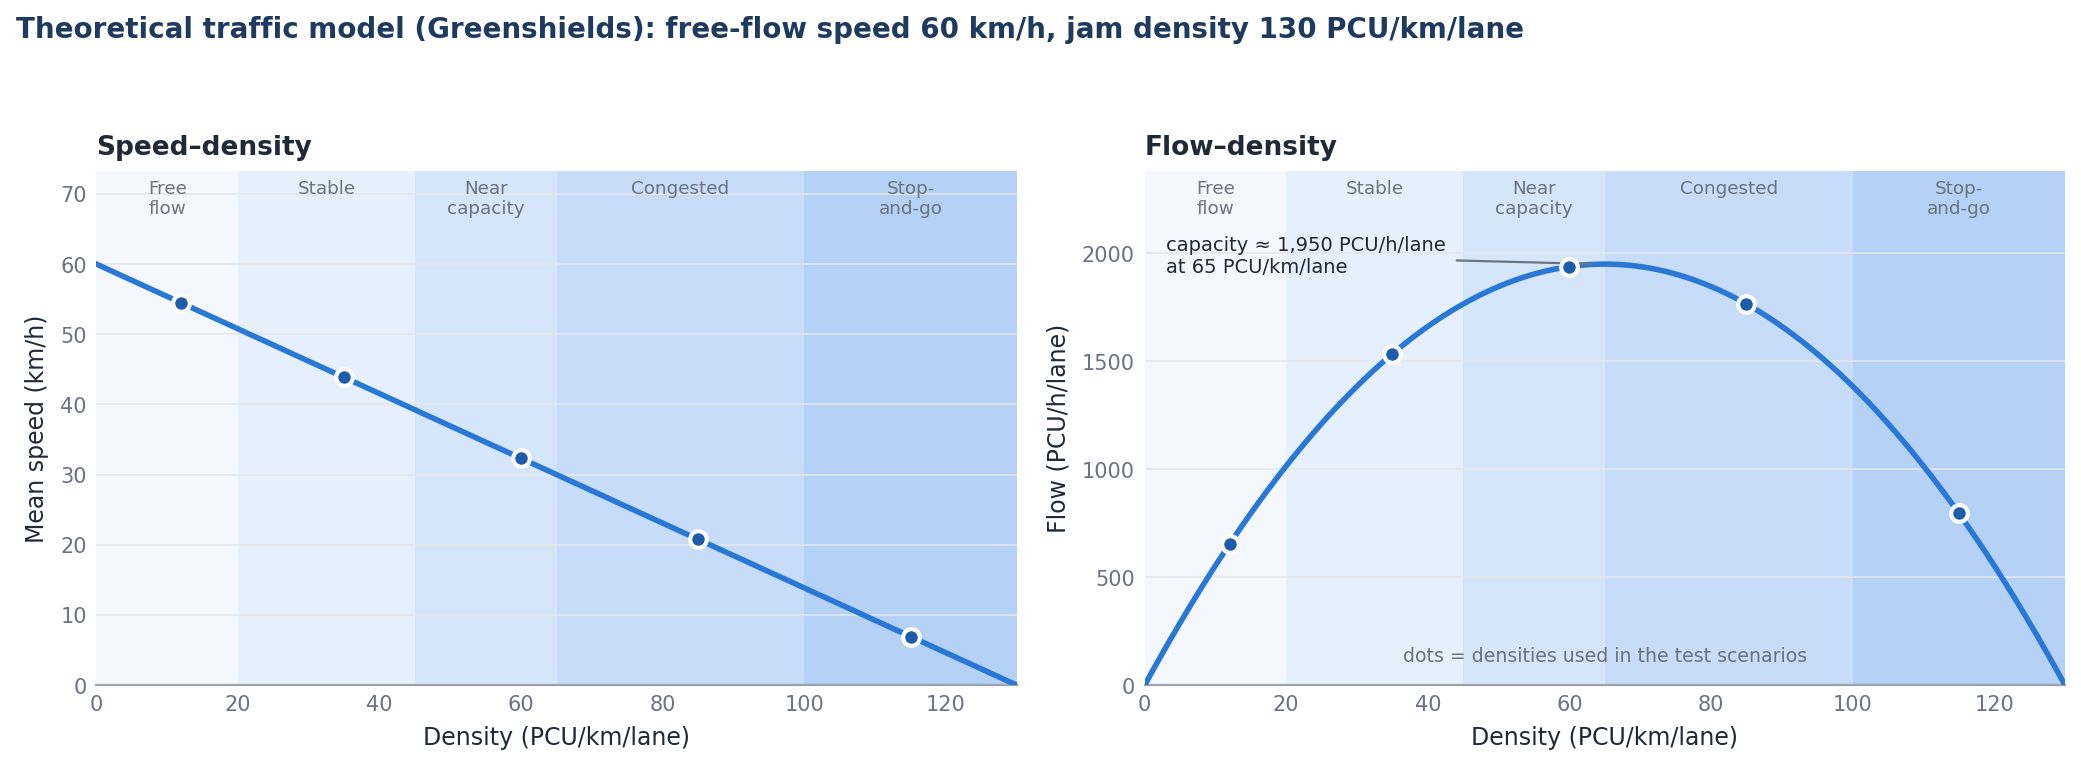 Theoretical traffic model (Greenshields): free-flow speed 60 km/h, jam density 130 PCU/km/lane
Speed–density
Free
flow
Stable
Near
capacity
Congested
Stop-
and-go
70
60
50
40
30
20
10
0
Mean speed (km/h)
0
20
40
60
80
100
120
Density (PCU/km/lane)
Flow–density
Free
flow
Stable
Near
capacity
Congested
Stop-
and-go
capacity ≈ 1,950 PCU/h/lane
at 65 PCU/km/lane
2000
1500
1000
500
0
Flow (PCU/h/lane)
dots = densities used in the test scenarios
0
20
40
60
80
100
120
Density (PCU/km/lane)